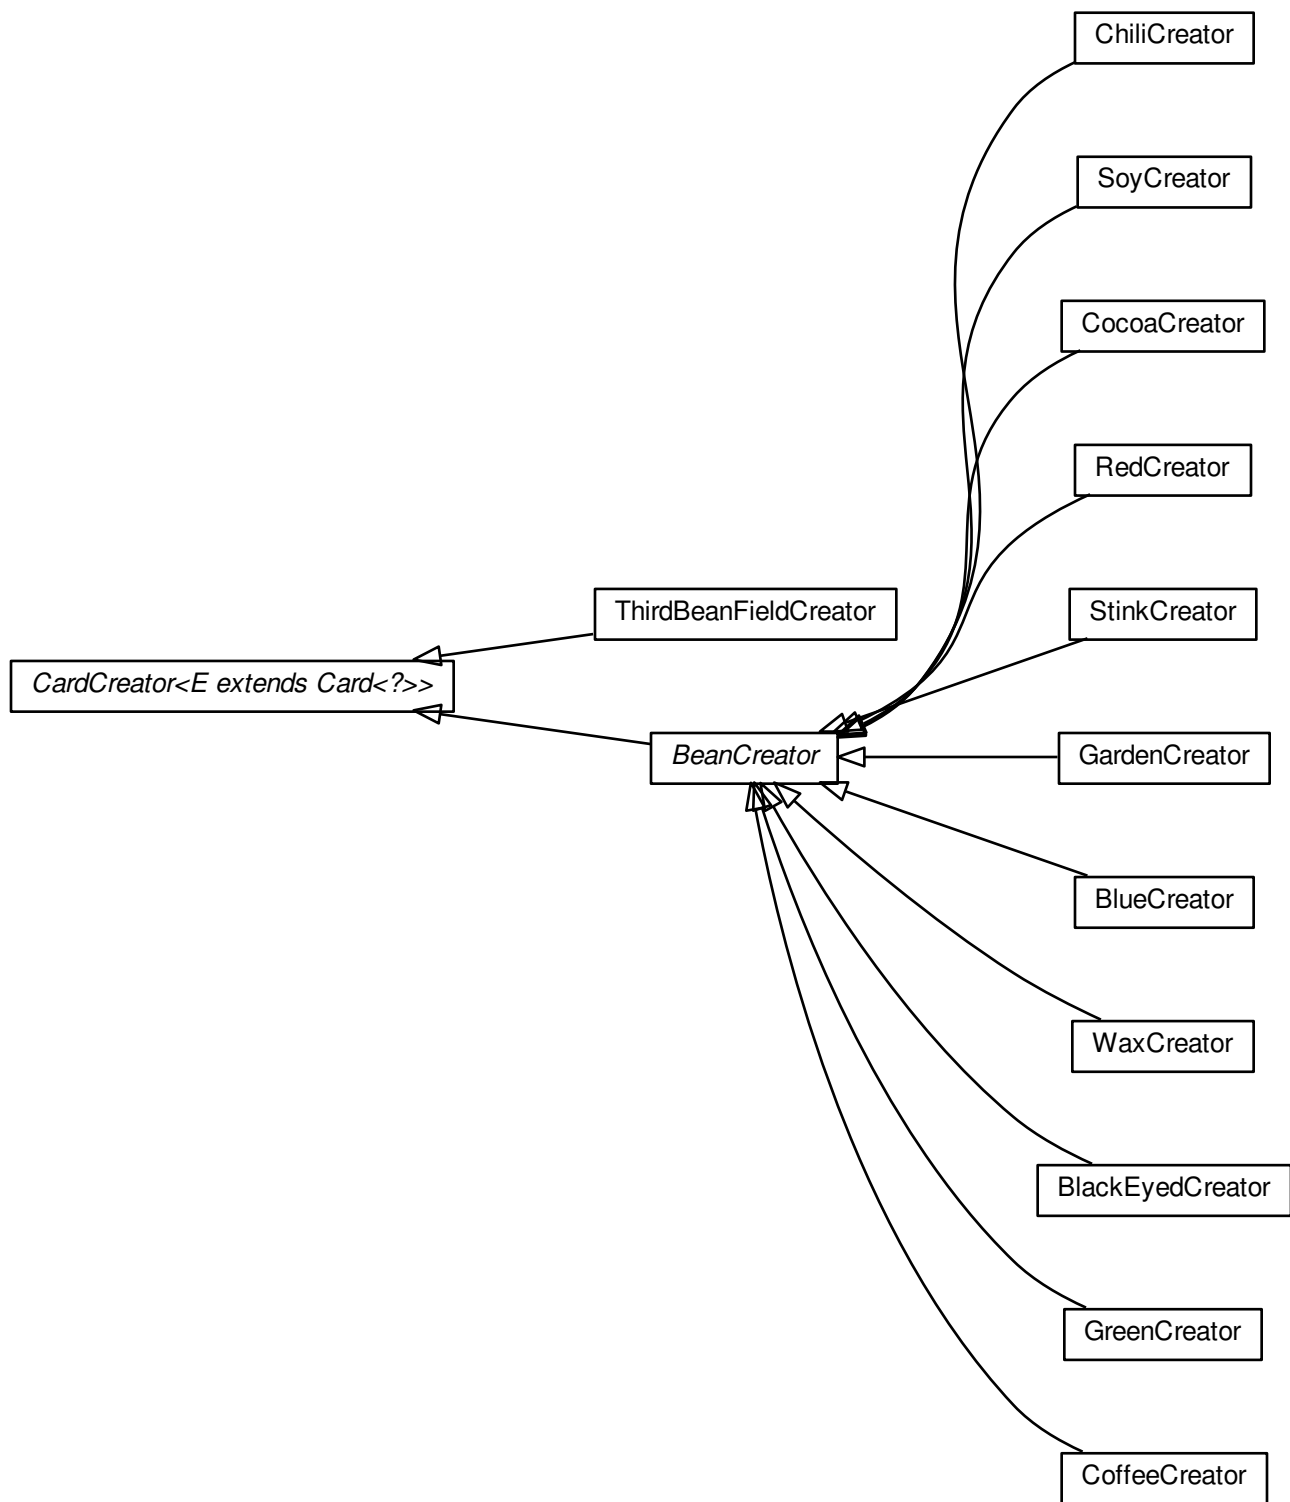 ChiliCreator
SoyCreator
CocoaCreator
RedCreator
StinkCreator
ThirdBeanFieldCreator
CardCreator<E extends Card<?>>
BeanCreator
GardenCreator
BlueCreator
WaxCreator
BlackEyedCreator
GreenCreator
CoffeeCreator